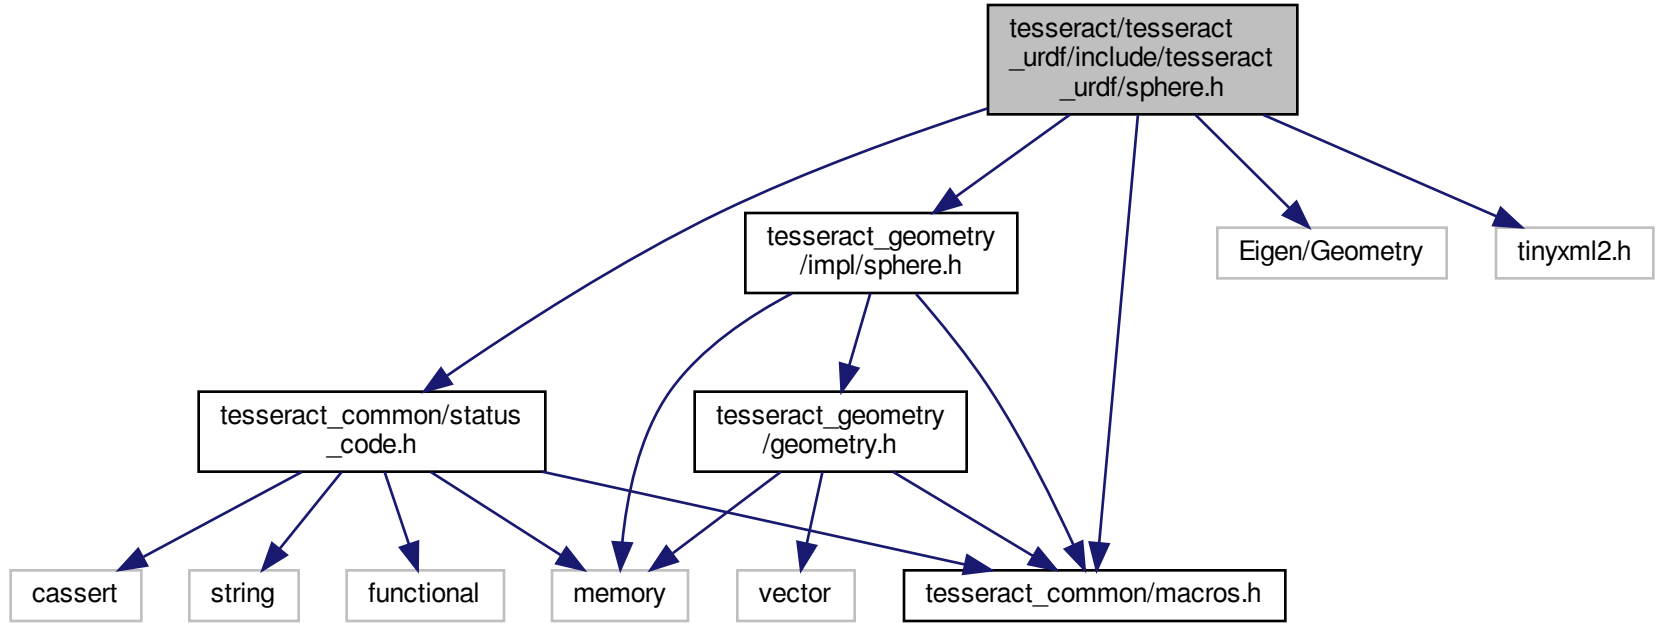 tesseract/tesseract
_urdf/include/tesseract
_urdf/sphere.h
tesseract_geometry
/impl/sphere.h
Eigen/Geometry
tinyxml2.h
tesseract_common/status
_code.h
tesseract_geometry
/geometry.h
cassert
string
functional
memory
vector
tesseract_common/macros.h